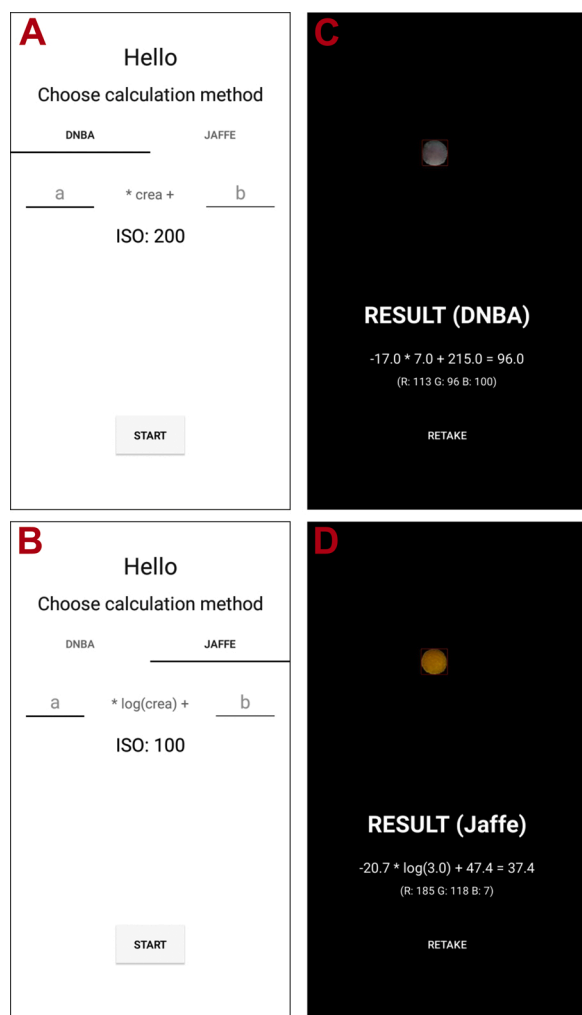 A
Hello
Choose calculation method
DNBA JAFFE
a * crea + b
ISO: 200
START
B
Hello
Choose calculation method
DNBA JAFFE
a * log(crea) + b
ISO: 100
START
C
RESULT (DNBA)
-17.0 * 7.0 + 215.0 = 96.0
(R: 113 G: 96 B: 100)
RETAKE
D
RESULT (Jaffe)
-20.7 * log(3.0) + 47.4 = 37.4
(R: 185 G: 118 B: 7)
RETAKE